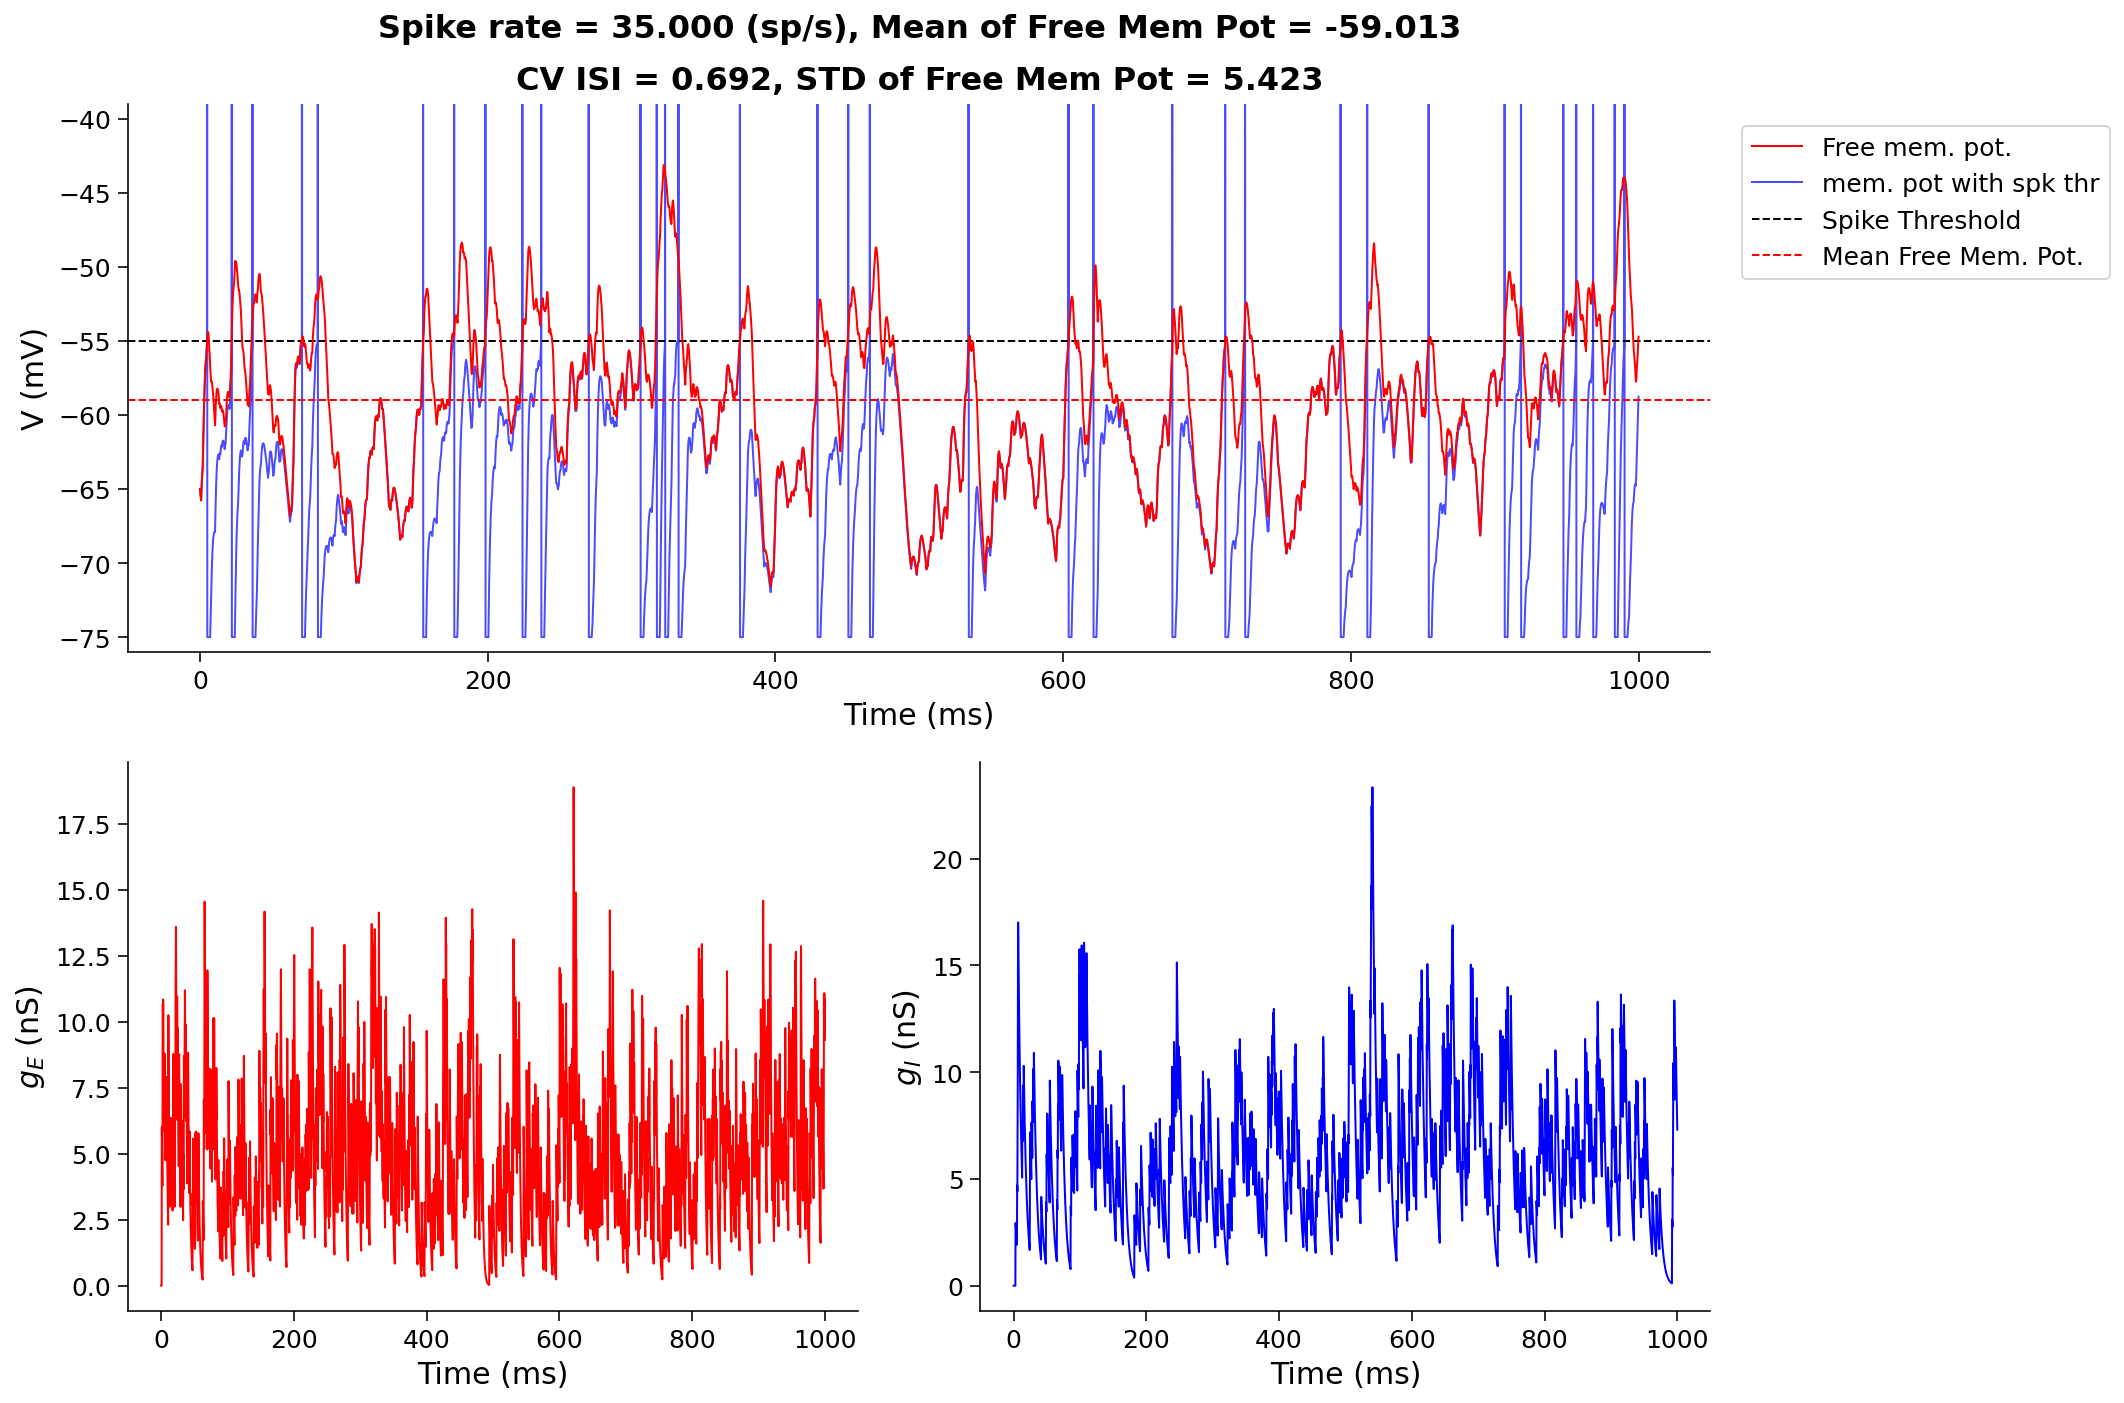 Spike rate = 35.000 (sp/s), Mean of Free Mem Pot = -59.013
CV ISI = 0.692, STD of Free Mem Pot = 5.423
−40
−45
−50
−55
−60
−65
−70
−75
V (mV)
0 200 400 600 800 1000
Time (ms)
Free mem. pot.
mem. pot with spk thr
Spike Threshold
Mean Free Mem. Pot.
17.5
15.0
12.5
10.0
7.5
5.0
2.5
0.0
g_E (nS)
0 200 400 600 800 1000
Time (ms)
20
15
10
5
0
g_I (nS)
0 200 400 600 800 1000
Time (ms)